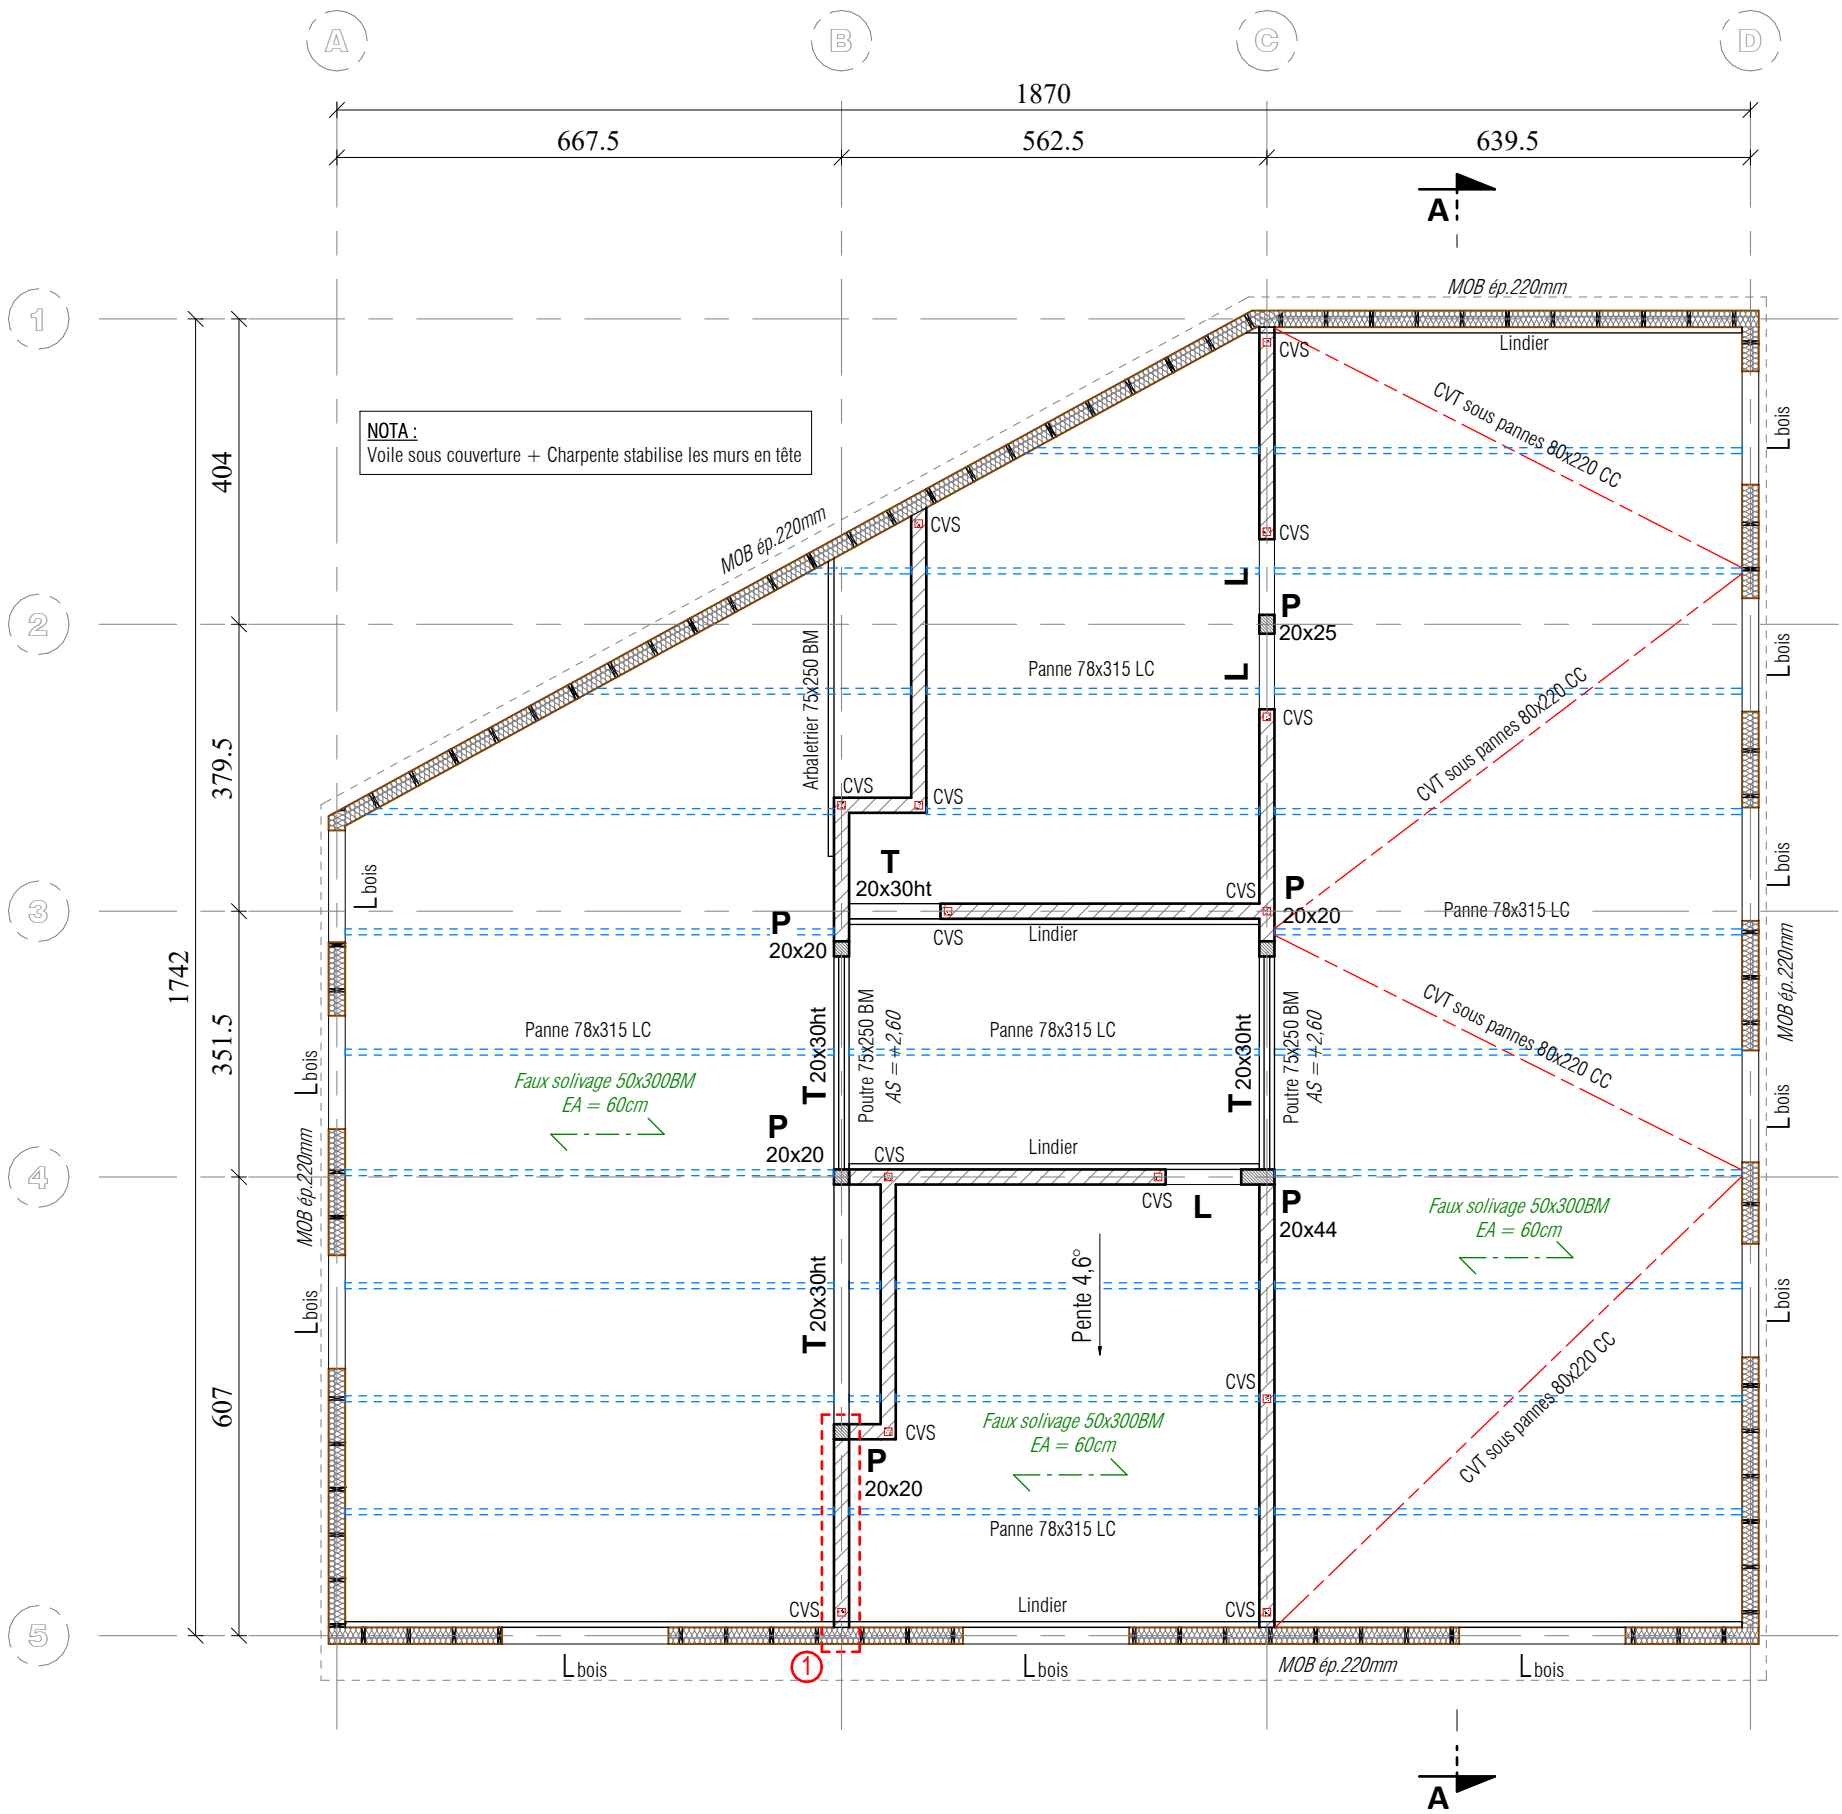 A
B
C
D
1870
667.5
562.5
639.5
A
MOB ép.220mm
1
Lindier
CVS
CVT sous pannes 80x220 CC
Lbois
NOTA :
Voile sous couverture + Charpente stabilise les murs en tête
404
MOB ép.220mm
CVS
CVS
L
P
20x25
2
Lbois
L
Panne 78x315 LC
Arbaletrier 75x250 BM
CVS
CVT sous pannes 80x220 CC
379.5
CVS
CVS
Lbois
Lbois
T
20x30ht
CVS
P
20x20
Panne 78x315 LC
3
P
20x20
CVS
Lindier
MOB ép.220mm
1742
351.5
Panne 78x315 LC
T 20x30ht
Poutre 75x250 BM
AS = +2,60
Panne 78x315 LC
T 20x30ht
Poutre 75x250 BM
AS = +2,60
CVT sous pannes 80x220 CC
Lbois
Faux solivage 50x300BM
EA = 60cm
Lbois
P
20x20
CVS
Lindier
4
MOB ép.220mm
CVS
L
P
20x44
Faux solivage 50x300BM
EA = 60cm
Lbois
T 20x30ht
Pente 4,6°
Lbois
CVS
607
CVT sous pannes 80x220 CC
Faux solivage 50x300BM
EA = 60cm
CVS
P
20x20
Panne 78x315 LC
CVS
Lindier
CVS
5
1
Lbois
Lbois
MOB ép.220mm
Lbois
A